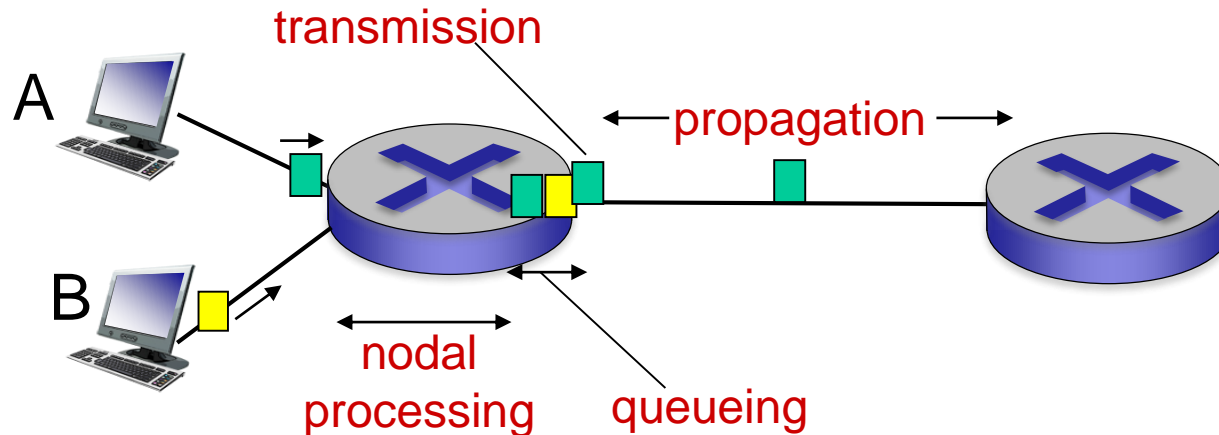 transmission
A
propagation
B
nodal
processing
queueing